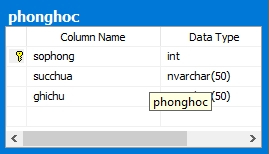 phonghoc
Column Name Data Type
sophong int
succhua nvarchar(50)
ghichu (50)
phonghoc